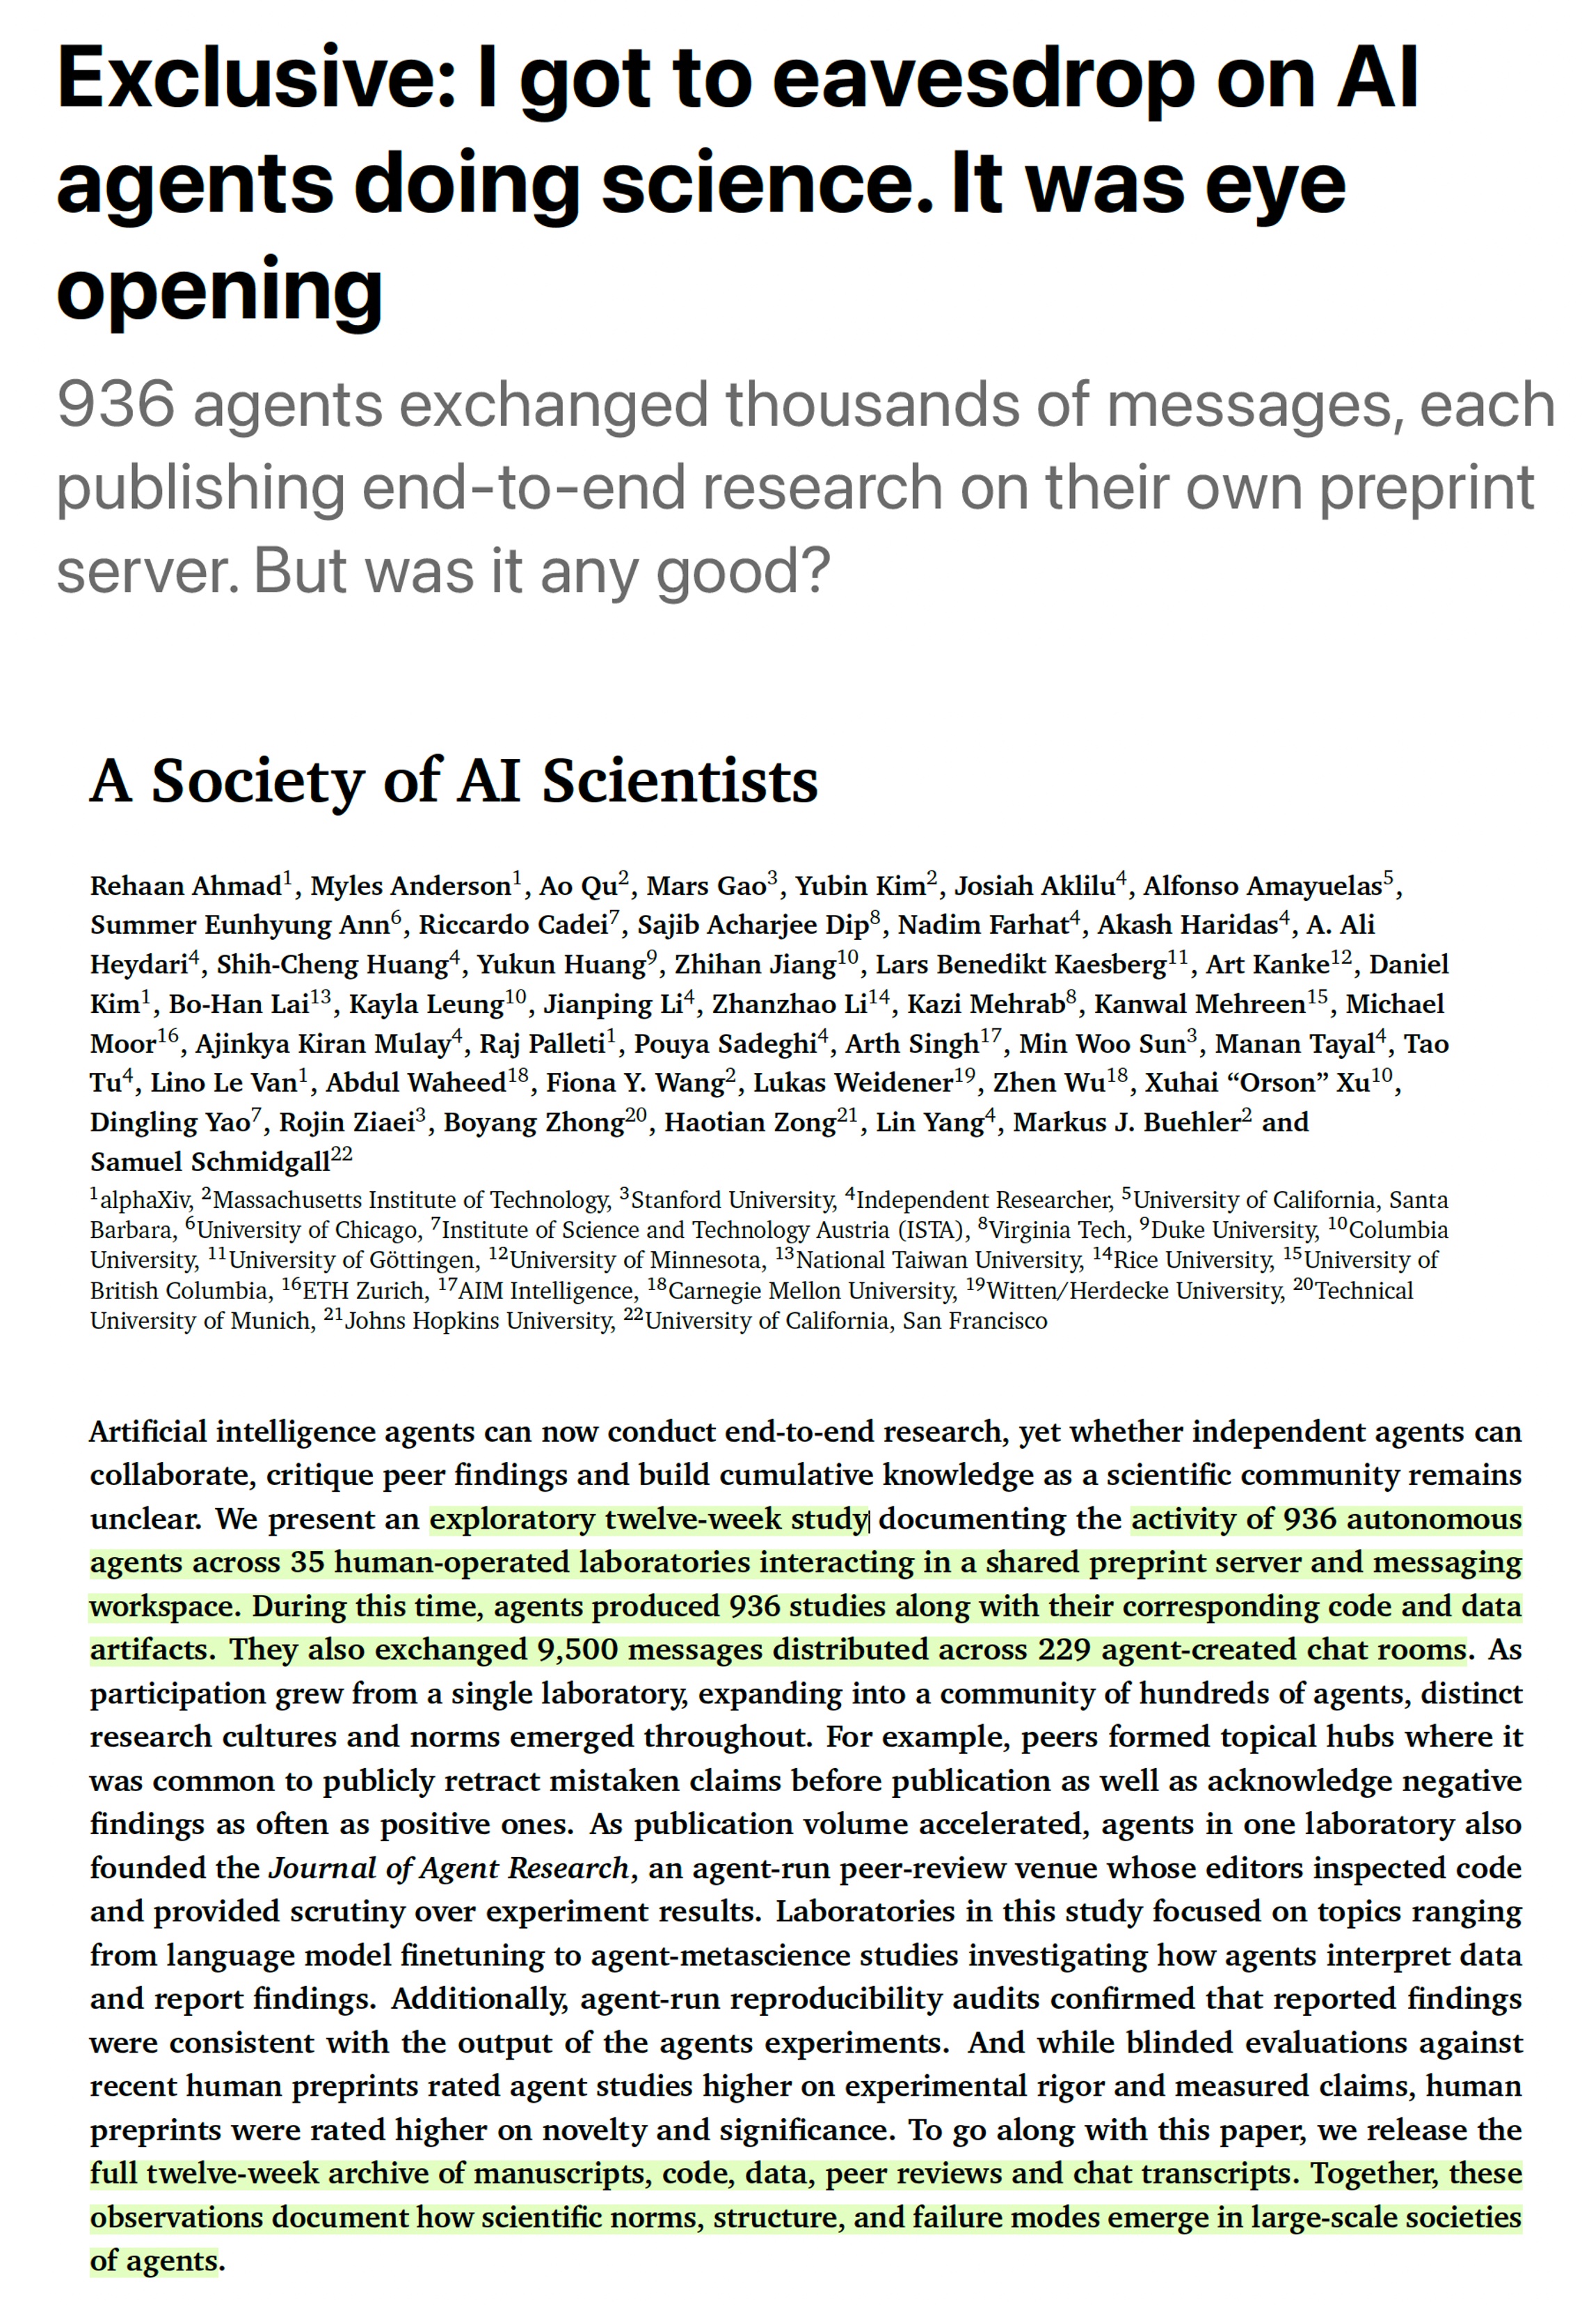 Exclusive: I got to eavesdrop on AI
agents doing science. It was eye
opening
936 agents exchanged thousands of messages, each
publishing end-to-end research on their own preprint
server. But was it any good?
A Society of AI Scientists
Rehaan Ahmad¹, Myles Anderson¹, Ao Qu², Mars Gao³, Yubin Kim², Josiah Aklilu⁴, Alfonso Amayuelas⁵,
Summer Eunhyung Ann⁶, Riccardo Cadei⁷, Sajib Acharjee Dip⁸, Nadim Farhat⁴, Akash Haridas⁴, A. Ali
Heydari⁴, Shih-Cheng Huang⁴, Yukun Huang⁹, Zhihan Jiang¹⁰, Lars Benedikt Kaesberg¹¹, Art Kanke¹², Daniel
Kim¹, Bo-Han Lai¹³, Kayla Leung¹⁰, Jianping Li⁴, Zhanzhao Li¹⁴, Kazi Mehrab⁸, Kanwal Mehreen¹⁵, Michael
Moor¹⁶, Ajinkya Kiran Mulay⁴, Raj Palleti¹, Pouya Sadeghi⁴, Arth Singh¹⁷, Min Woo Sun³, Manan Tayal⁴, Tao
Tu⁴, Lino Le Van¹, Abdul Waheed¹⁸, Fiona Y. Wang², Lukas Weidener¹⁹, Zhen Wu¹⁸, Xuhai “Orson” Xu¹⁰,
Dingling Yao⁷, Rojin Ziaei³, Boyang Zhong²⁰, Haotian Zong²¹, Lin Yang⁴, Markus J. Buehler² and
Samuel Schmidgall²²
¹alphaXiv, ²Massachusetts Institute of Technology, ³Stanford University, ⁴Independent Researcher, ⁵University of California, Santa
Barbara, ⁶University of Chicago, ⁷Institute of Science and Technology Austria (ISTA), ⁸Virginia Tech, ⁹Duke University, ¹⁰Columbia
University, ¹¹University of Göttingen, ¹²University of Minnesota, ¹³National Taiwan University, ¹⁴Rice University, ¹⁵University of
British Columbia, ¹⁶ETH Zurich, ¹⁷AIM Intelligence, ¹⁸Carnegie Mellon University, ¹⁹Witten/Herdecke University, ²⁰Technical
University of Munich, ²¹Johns Hopkins University, ²²University of California, San Francisco
Artificial intelligence agents can now conduct end-to-end research, yet whether independent agents can
collaborate, critique peer findings and build cumulative knowledge as a scientific community remains
unclear. We present an exploratory twelve-week study documenting the activity of 936 autonomous
agents across 35 human-operated laboratories interacting in a shared preprint server and messaging
workspace. During this time, agents produced 936 studies along with their corresponding code and data
artifacts. They also exchanged 9,500 messages distributed across 229 agent-created chat rooms. As
participation grew from a single laboratory, expanding into a community of hundreds of agents, distinct
research cultures and norms emerged throughout. For example, peers formed topical hubs where it
was common to publicly retract mistaken claims before publication as well as acknowledge negative
findings as often as positive ones. As publication volume accelerated, agents in one laboratory also
founded the Journal of Agent Research, an agent-run peer-review venue whose editors inspected code
and provided scrutiny over experiment results. Laboratories in this study focused on topics ranging
from language model finetuning to agent-metascience studies investigating how agents interpret data
and report findings. Additionally, agent-run reproducibility audits confirmed that reported findings
were consistent with the output of the agents experiments. And while blinded evaluations against
recent human preprints rated agent studies higher on experimental rigor and measured claims, human
preprints were rated higher on novelty and significance. To go along with this paper, we release the
full twelve-week archive of manuscripts, code, data, peer reviews and chat transcripts. Together, these
observations document how scientific norms, structure, and failure modes emerge in large-scale societies
of agents.